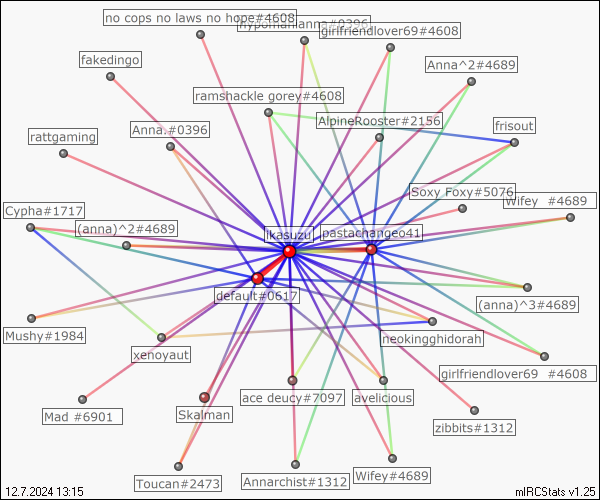 no cops no laws no hope#4608
hypomanianna#0396
girlfriendlover69#4608
fakedingo
Anna^2#4689
ramshackle gorey#4608
AlpineRooster#2156
frisout
Anna.#0396
rattgaming
Soxy Foxy#5076
Wifey #4689
Cypha#1717
(anna)^2#4689
ikasuzu
pastachangeo41
default#0617
(anna)^3#4689
Mushy#1984
neokingghidorah
xenoyaut
girlfriendlover69 #4608
ace deucy#7097
avelicious
Mad #6901
Skalman
zibbits#1312
Toucan#2473
Annarchist#1312
Wifey#4689
12.7.2024 13:15
mIRCStats v1.25